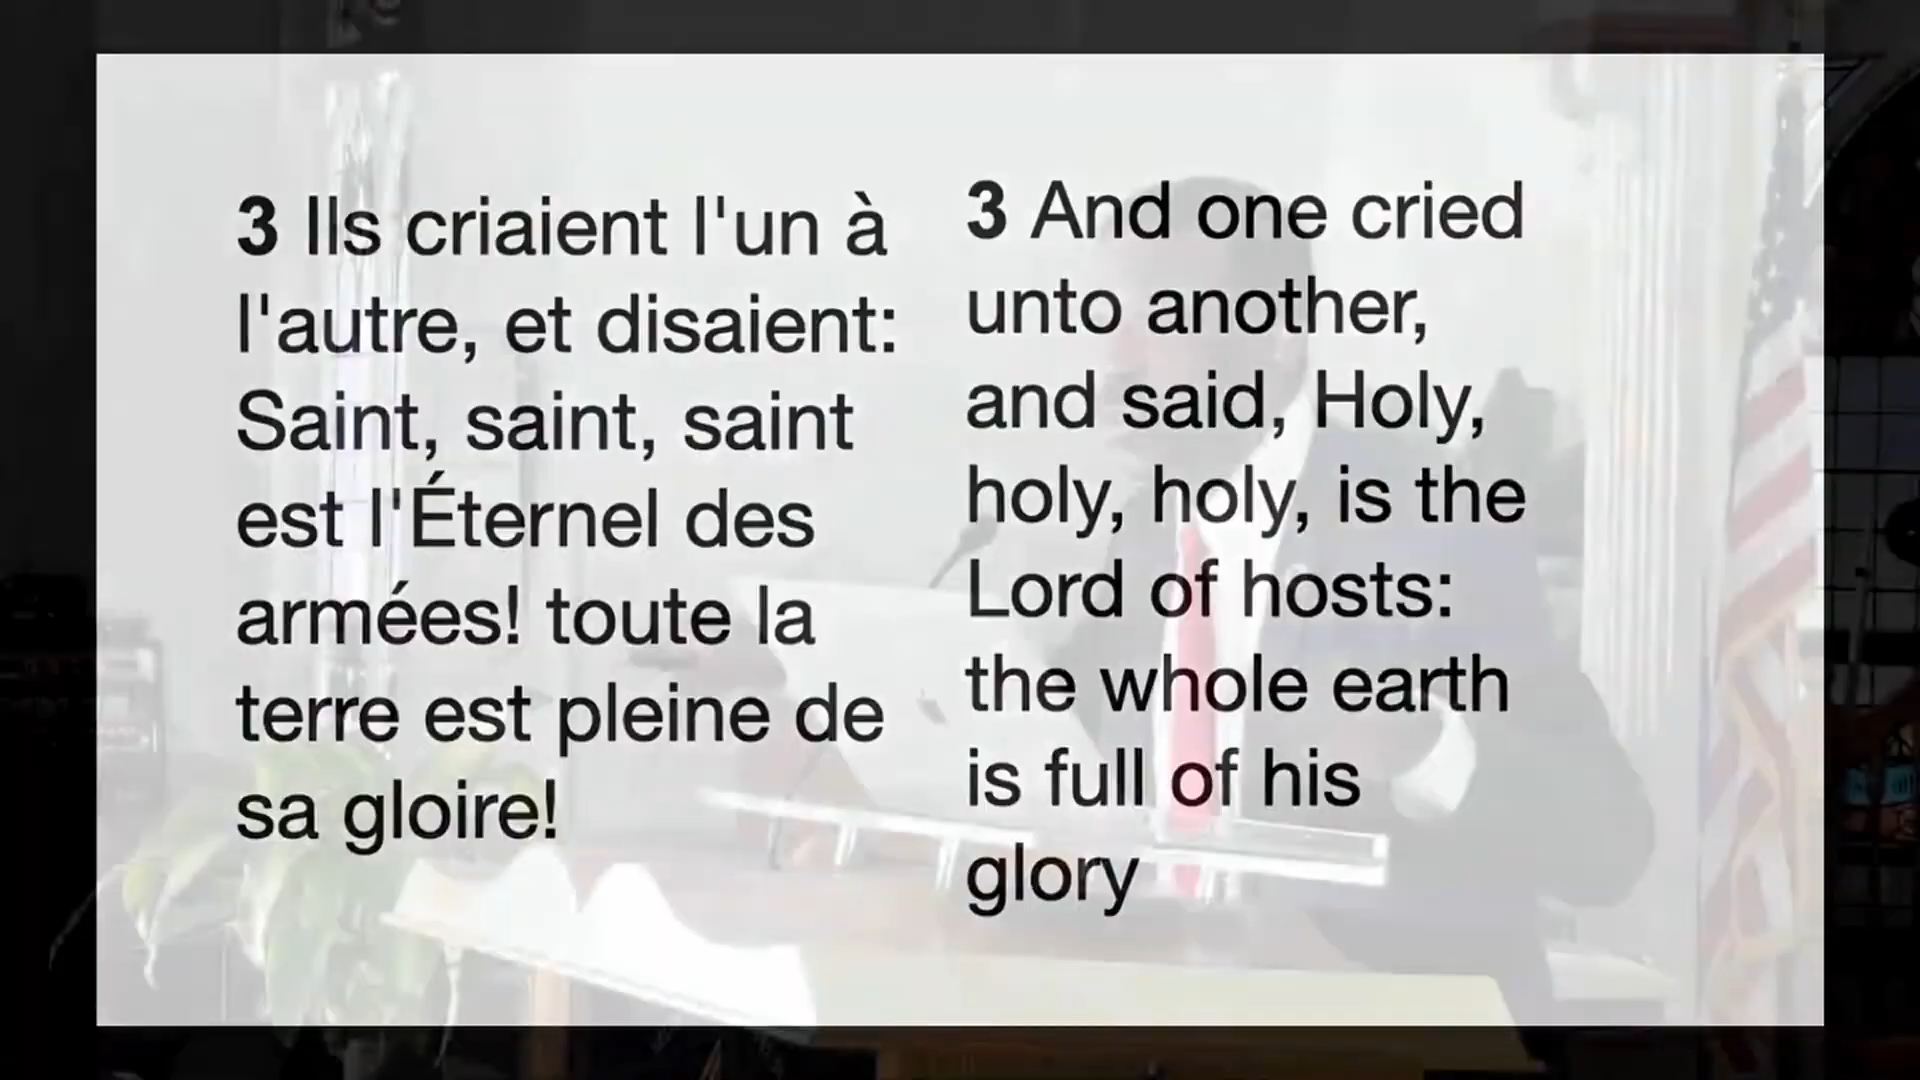 3 Ils criaient l'un à
l'autre, et disaient:
Saint, saint, saint
est l'Éternel des
armées! toute la
terre est pleine de
sa gloire!
3 And one cried
unto another,
and said, Holy,
holy, holy, is the
Lord of hosts:
the whole earth
is full of his
glory